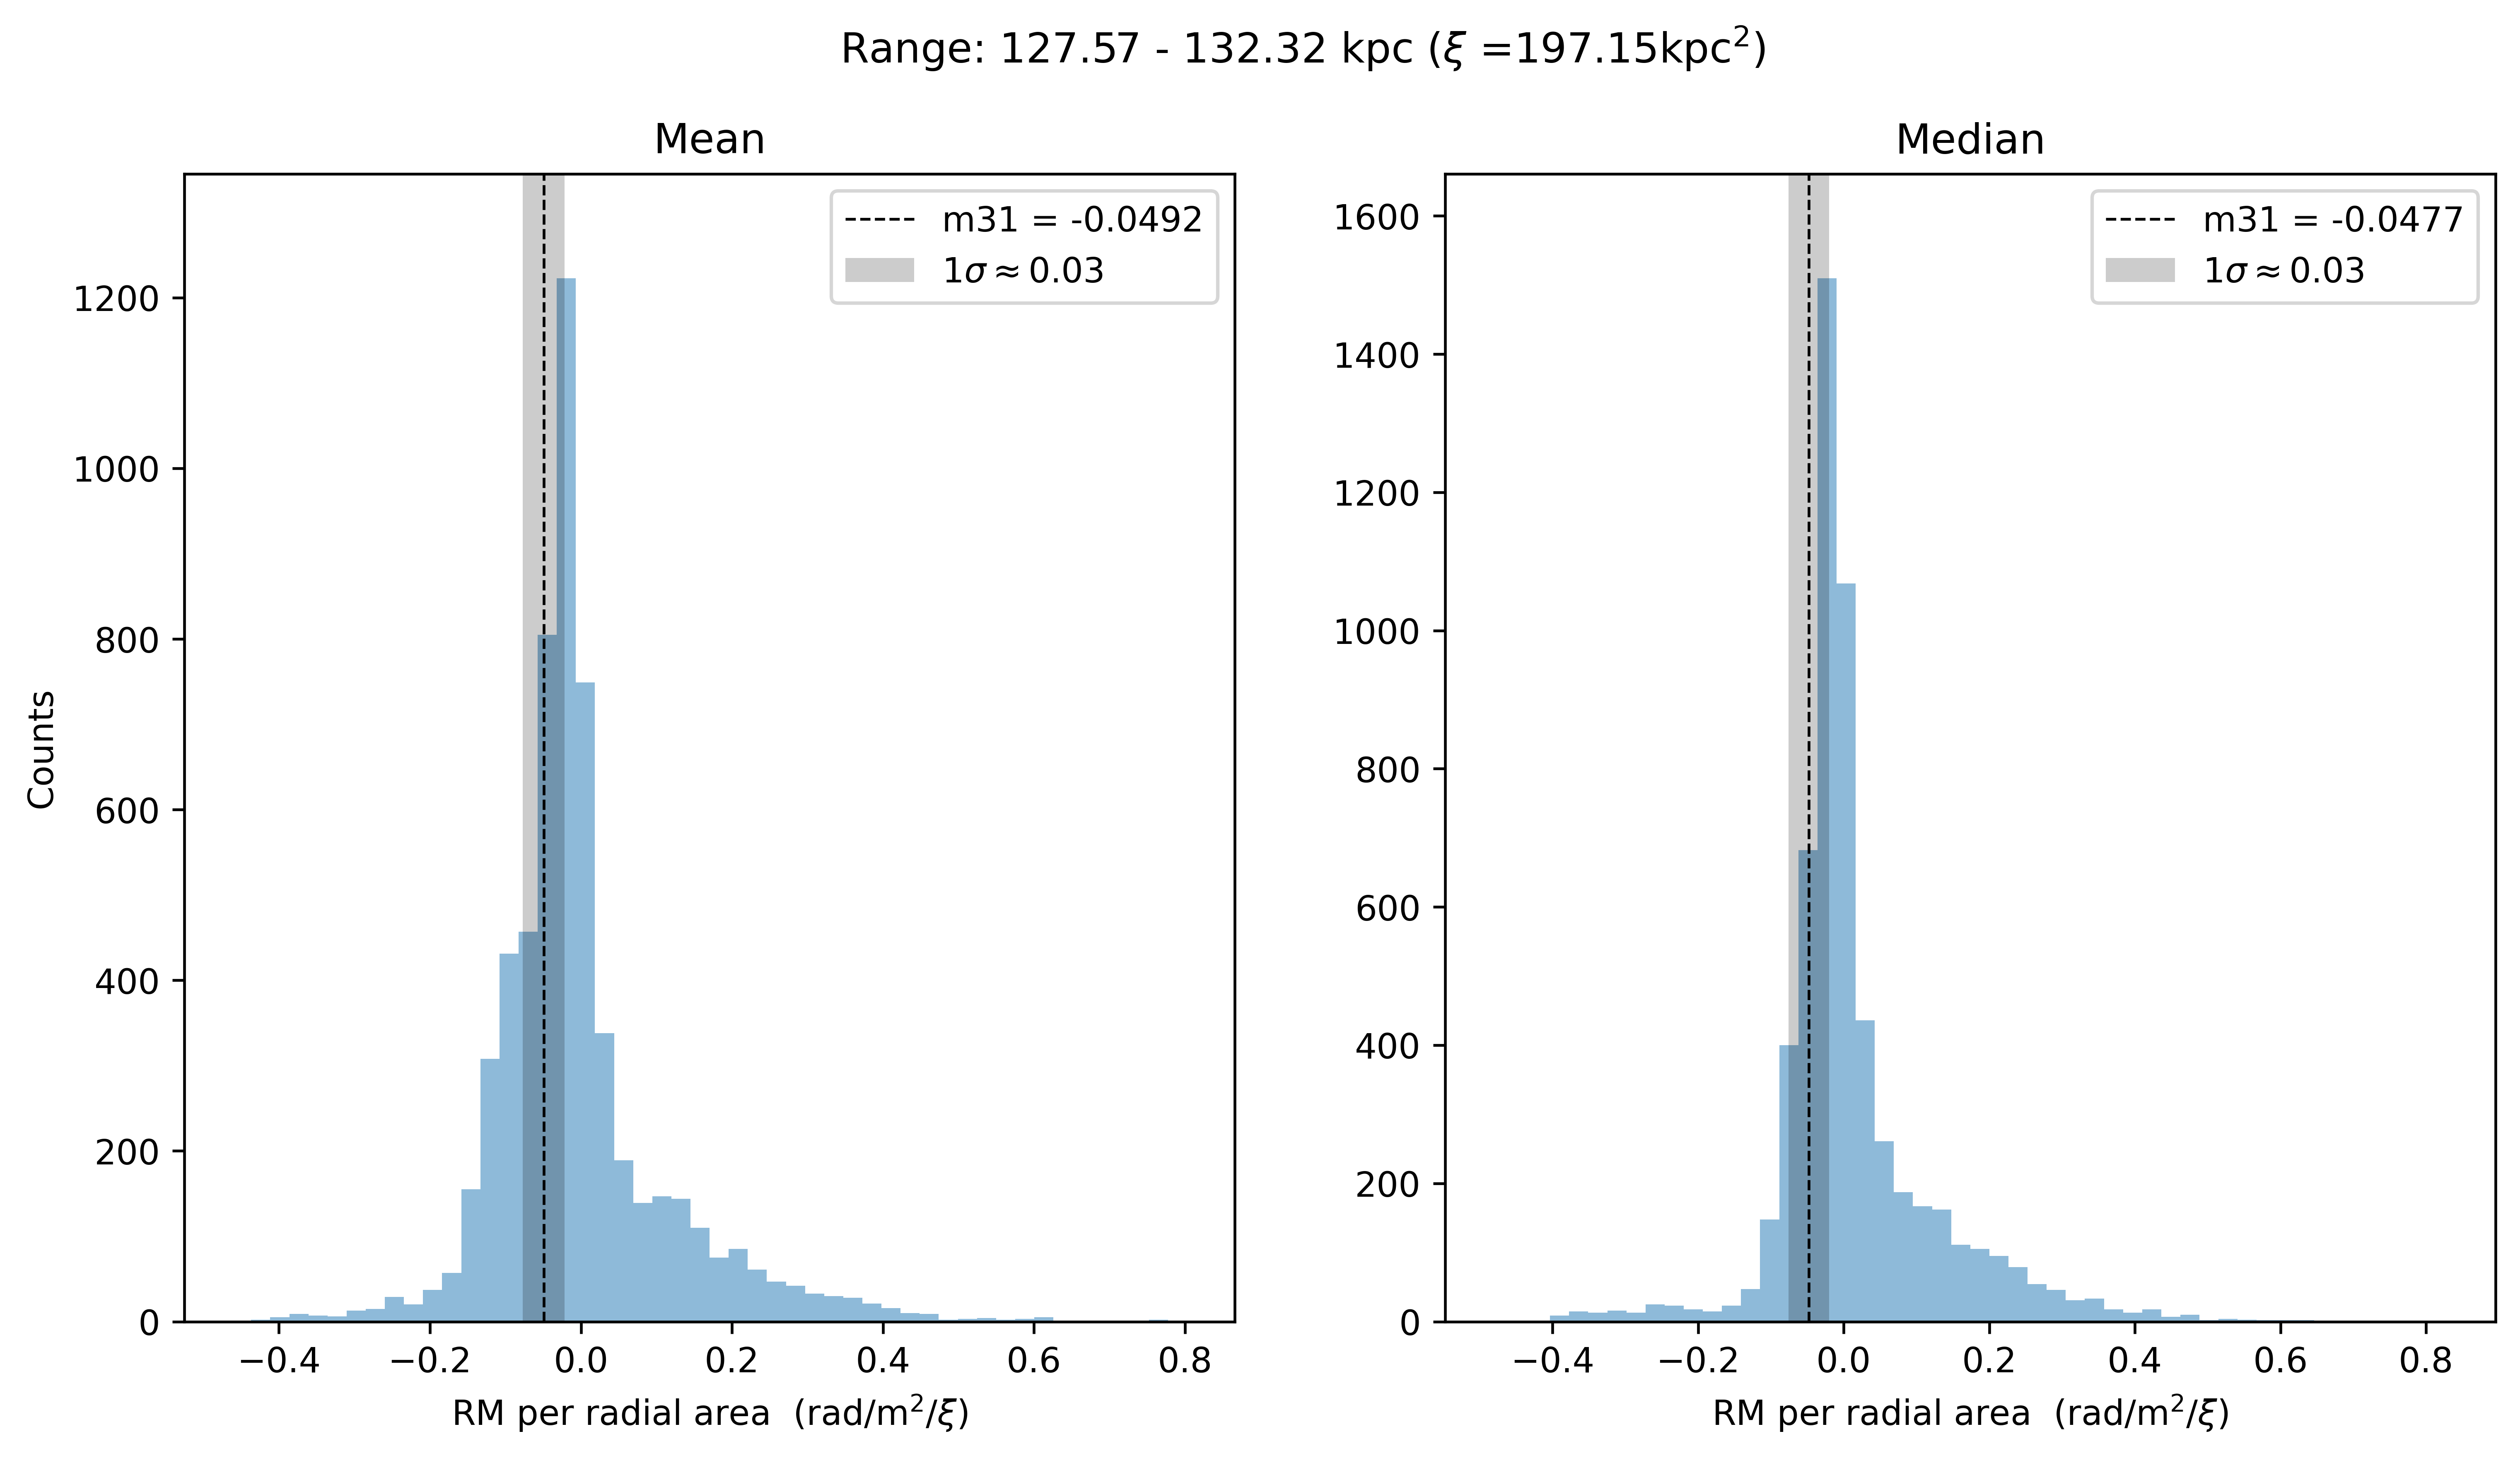 Range: 127.57 - 132.32 kpc (ξ =197.15kpc²)
Mean
m31 = -0.0492
1σ ≈ 0.03
Counts
1200
1000
800
600
400
200
0
−0.4 −0.2 0.0 0.2 0.4 0.6 0.8
RM per radial area (rad/m²/ξ)
Median
m31 = -0.0477
1σ ≈ 0.03
1600
1400
1200
1000
800
600
400
200
0
−0.4 −0.2 0.0 0.2 0.4 0.6 0.8
RM per radial area (rad/m²/ξ)